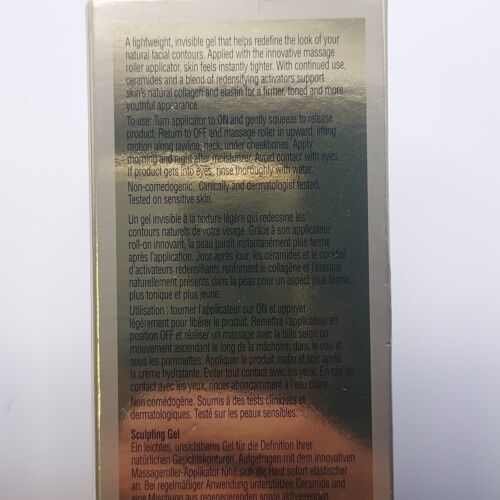 A lightweight, invisible gel that helps redefine the look of your
natural facial contours. Applied with the innovative massage
roller applicator, skin feels instantly tighter. With continued use,
ceramides and a blend of redensifying activators support
skin's natural collagen and elastin for a firmer, toned and more
youthful appearance.
To use: Turn applicator to ON and gently squeeze to release
product. Return to OFF and massage roller in upward, lifting
motion along jawline, neck, under cheekbones. Apply
morning and night after moisturizer. Avoid contact with eyes.
If product gets into eyes, rinse thoroughly with water.
Non-comedogenic. Clinically and dermatologist tested.
Tested on sensitive skin.
Un gel invisible à la texture légère qui redessine les
contours naturels de votre visage. Grâce à son applicateur
roll-on innovant, la peau paraît instantanément plus ferme
après l'application. Jour après jour, les céramides et le cocktail
d'activateurs redensifiants renforcent le collagène et l'élastine
naturellement présents dans la peau pour un aspect plus ferme,
plus tonique et plus jeune.
Utilisation : tourner l'applicateur sur ON et appuyer
légèrement pour libérer le produit. Remettre l'applicateur en
position OFF et réaliser un massage avec la bille selon un
mouvement ascendant le long de la mâchoire, dans le cou et
sous les pommettes. Appliquer le produit matin et soir après
la crème hydratante. Eviter tout contact avec les yeux. En cas de
contact avec les yeux, rincer abondamment à l'eau claire.
Non comédogène. Soumis à des tests cliniques et
dermatologiques. Testé sur les peaux sensibles.
Sculpting Gel
Ein leichtes, unsichtbares Gel für die Definition Ihrer
natürlichen Gesichtskonturen. Aufgetragen mit dem innovativen
Massageroller-Applikator fühlt sich die Haut sofort elastischer
an. Bei regelmäßiger Anwendung unterstützen Ceramide und
eine Mischung aus regenerierenden sowie aktivierenden